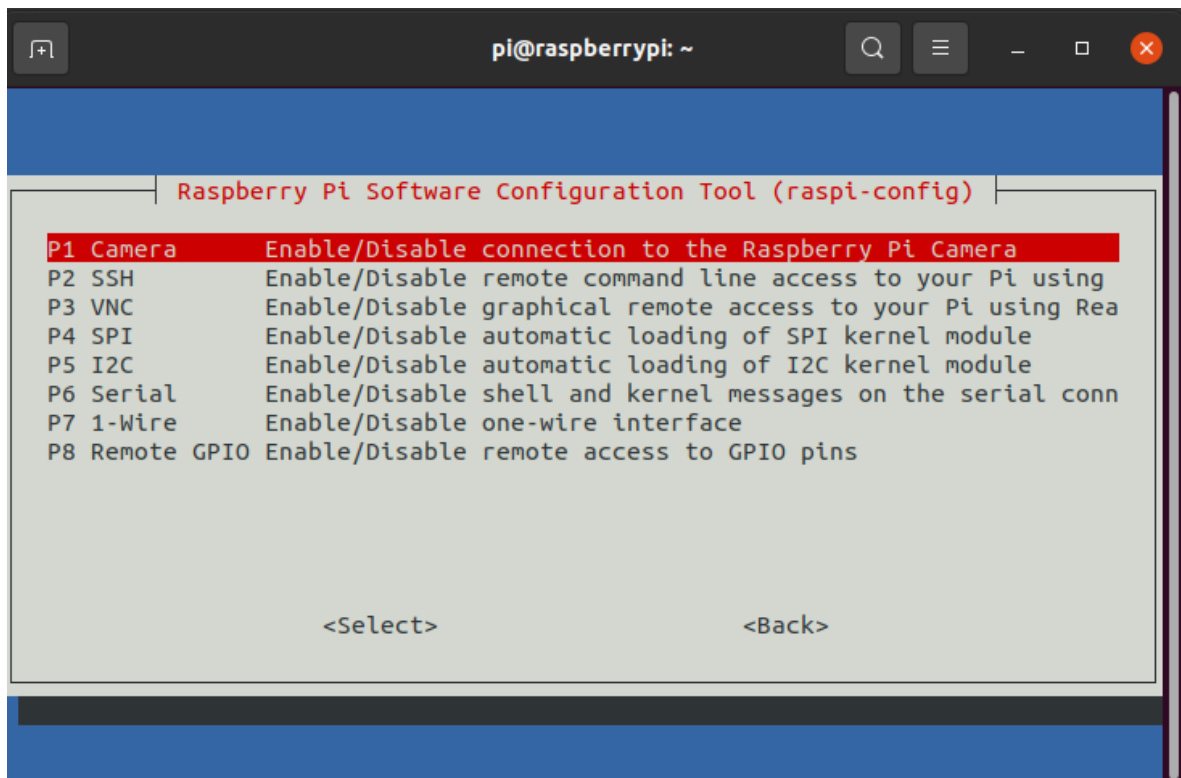 pi@raspberrypi: ~
Raspberry Pi Software Configuration Tool (raspi-config)
P1 Camera Enable/Disable connection to the Raspberry Pi Camera
P2 SSH Enable/Disable remote command line access to your Pi using
P3 VNC Enable/Disable graphical remote access to your Pi using Rea
P4 SPI Enable/Disable automatic loading of SPI kernel module
P5 I2C Enable/Disable automatic loading of I2C kernel module
P6 Serial Enable/Disable shell and kernel messages on the serial conn
P7 1-Wire Enable/Disable one-wire interface
P8 Remote GPIO Enable/Disable remote access to GPIO pins
<Select> <Back>